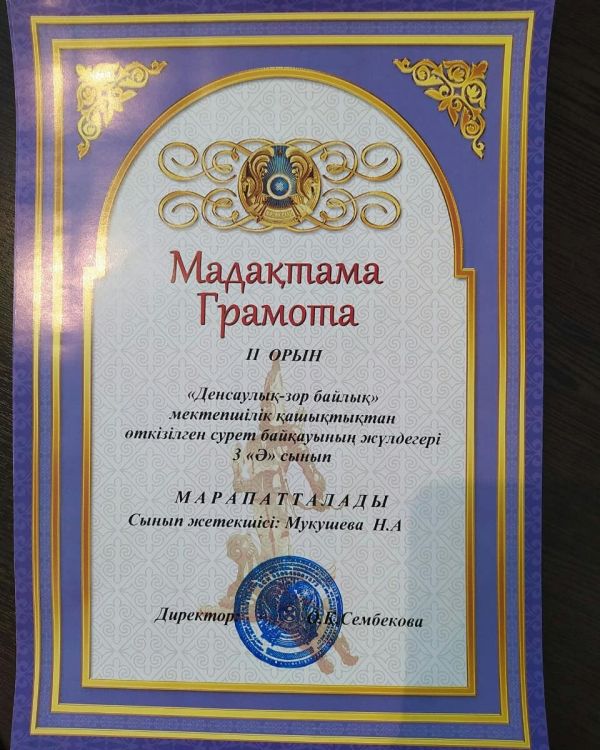 Мадақтама
Грамота
II ОРЫН
«Денсаулық-зор байлық»
мектепшілік қашықтықтан
өткізілген сурет байқауының жүлдегері
3 «Ә» сынып
МАРАПАТТАЛАДЫ
Сынып жетекшісі: Мукушева Н.А
Директор: Ә.Қ.Сембекова